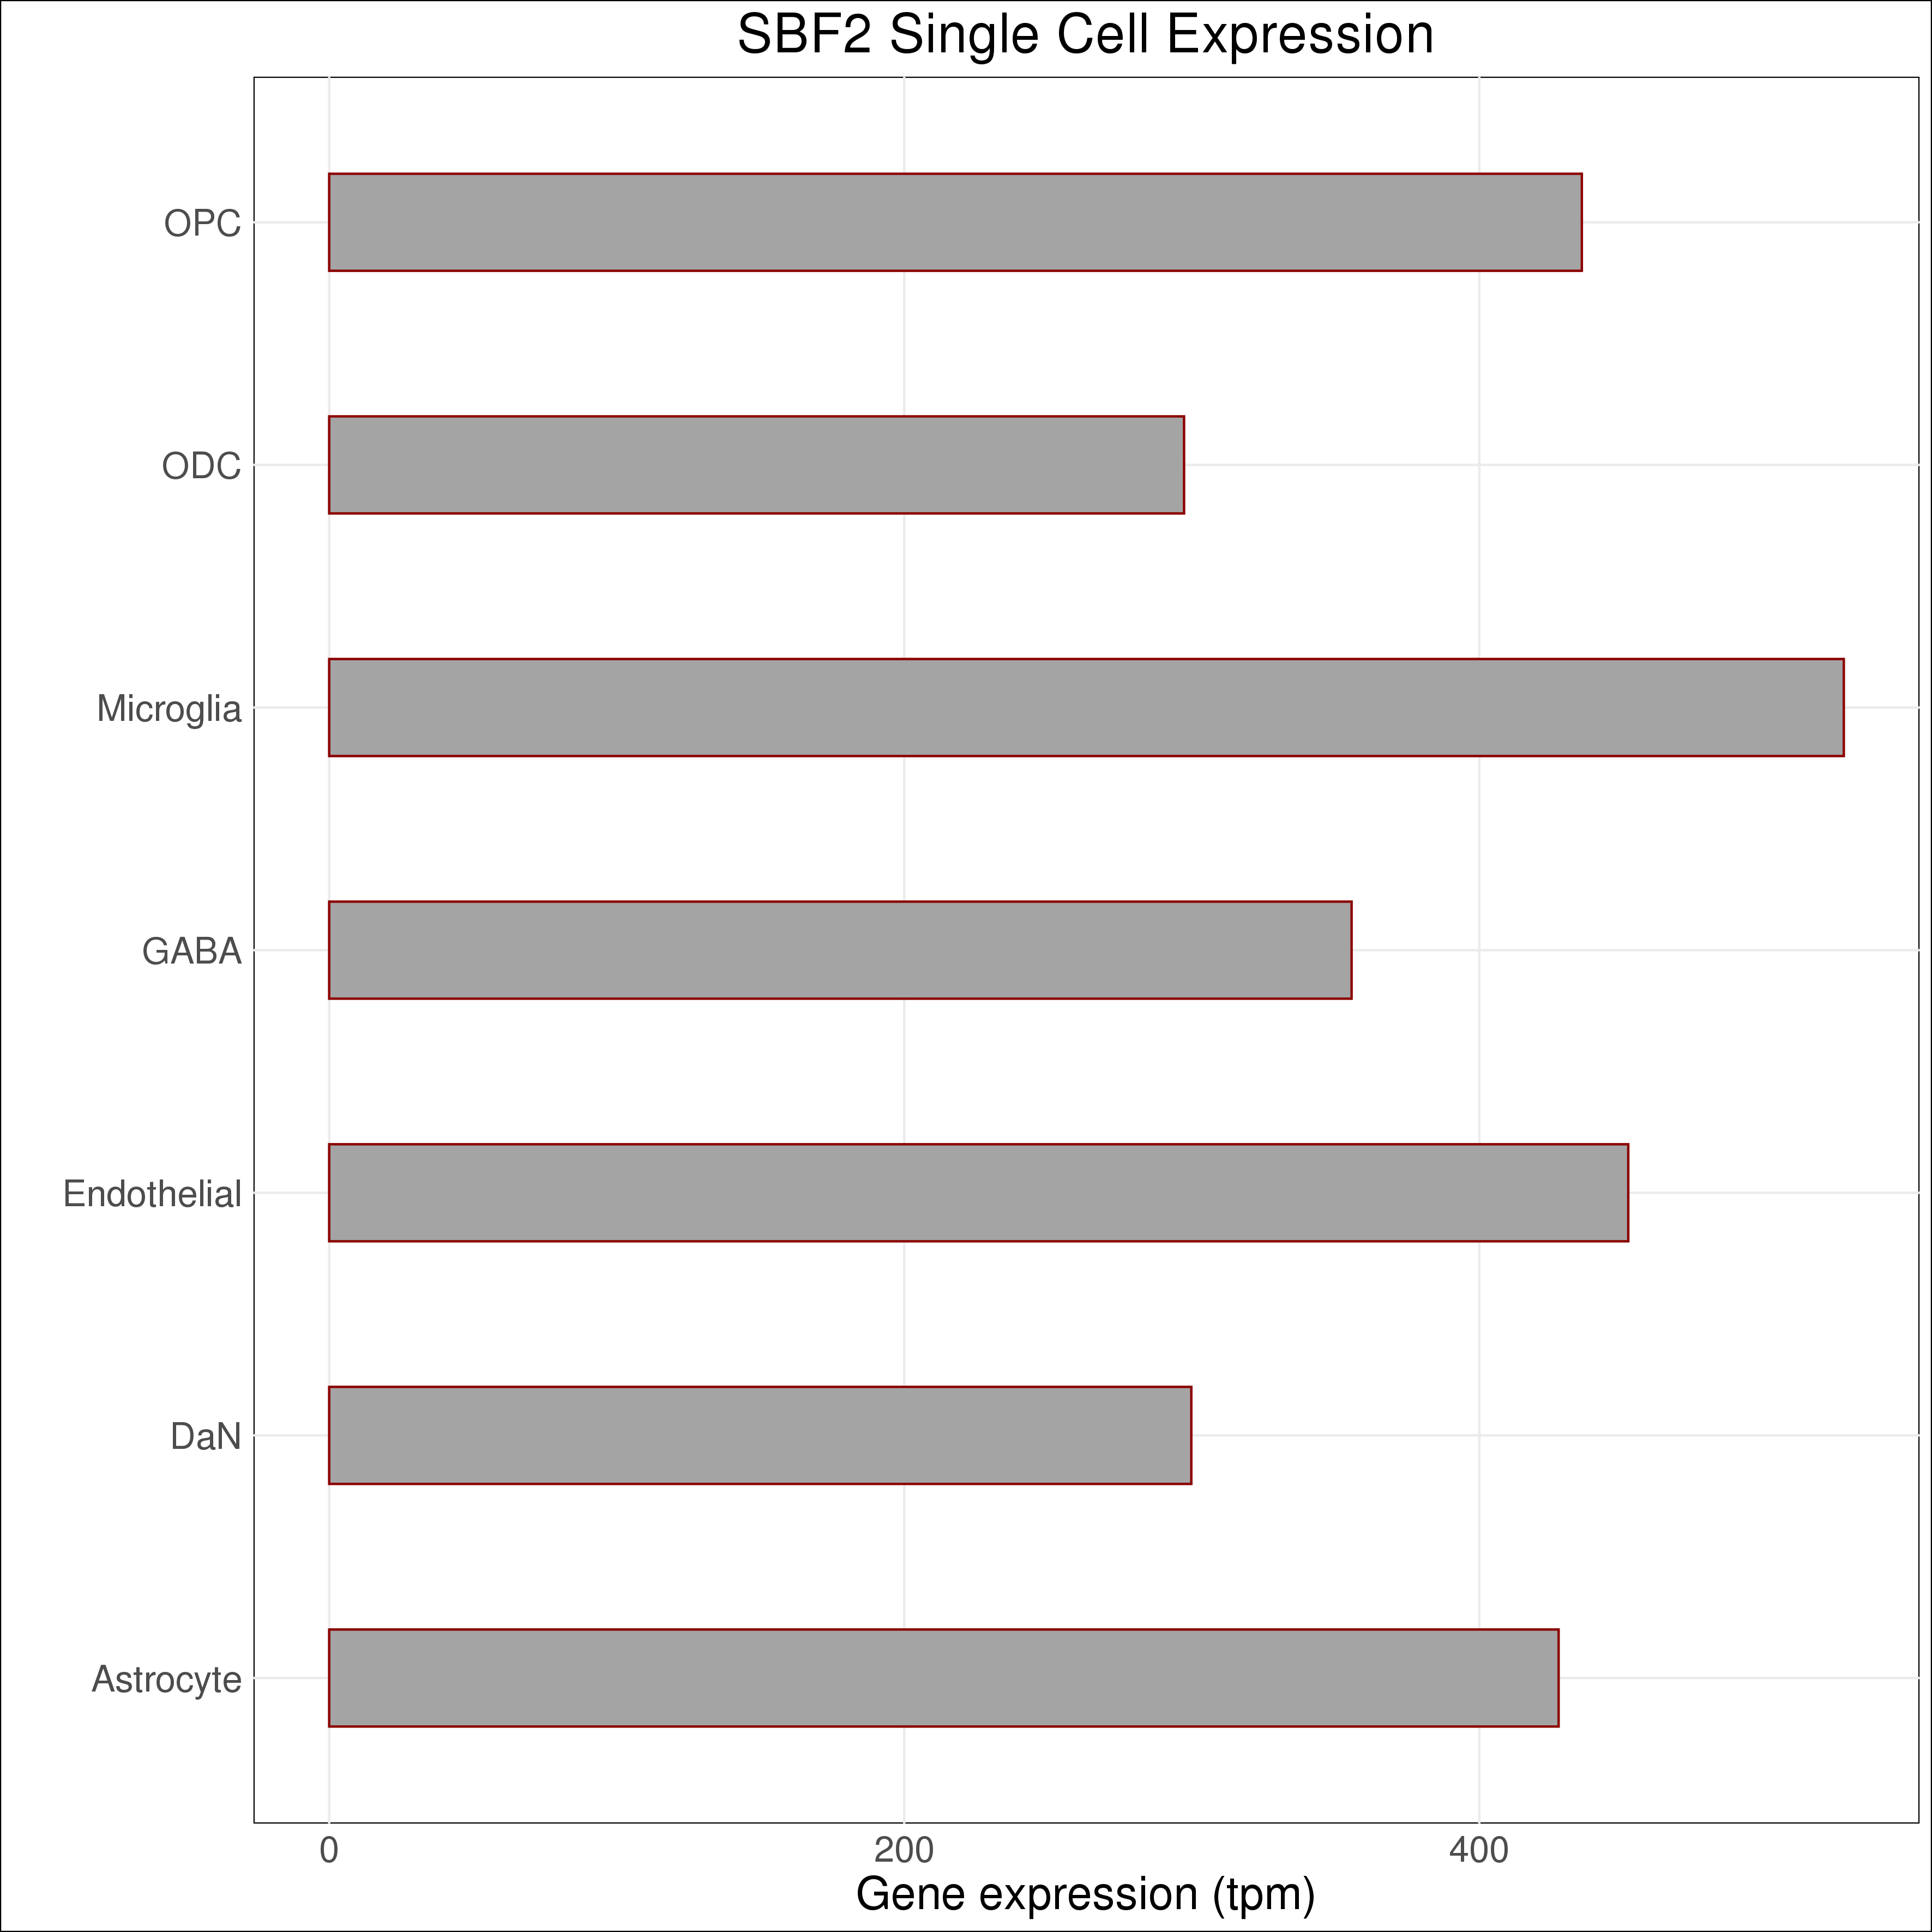 SBF2 Single Cell Expression
OPC
ODC
Microglia
GABA
Endothelial
DaN
Astrocyte
0 200 400
Gene expression (tpm)